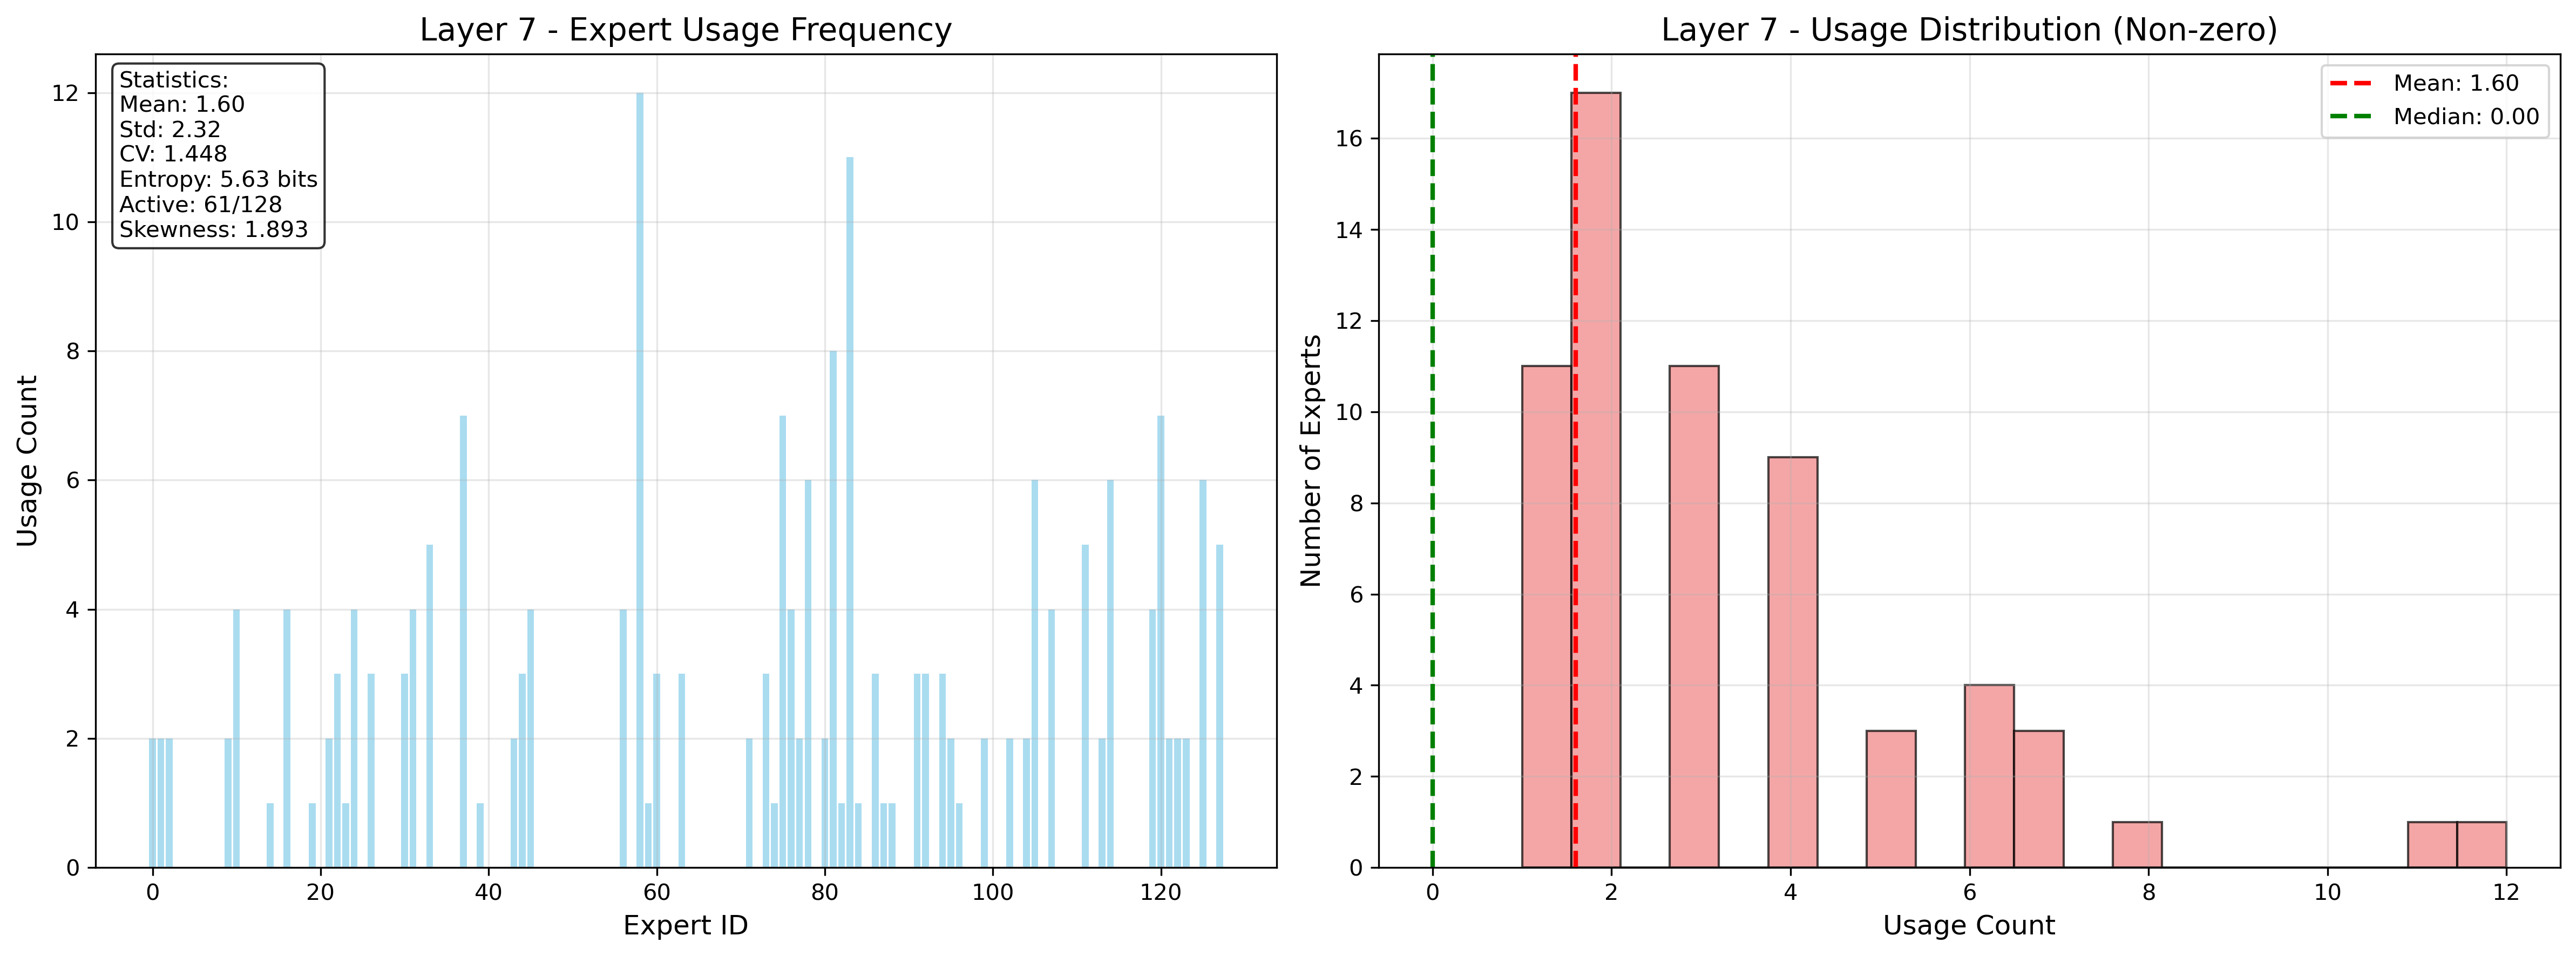 Layer 7 - Expert Usage Frequency
Statistics:
Mean: 1.60
Std: 2.32
CV: 1.448
Entropy: 5.63 bits
Active: 61/128
Skewness: 1.893
Usage Count
12
10
8
6
4
2
0
0 20 40 60 80 100 120
Expert ID
Layer 7 - Usage Distribution (Non-zero)
Mean: 1.60
Median: 0.00
Number of Experts
16
14
12
10
8
6
4
2
0
0 2 4 6 8 10 12
Usage Count